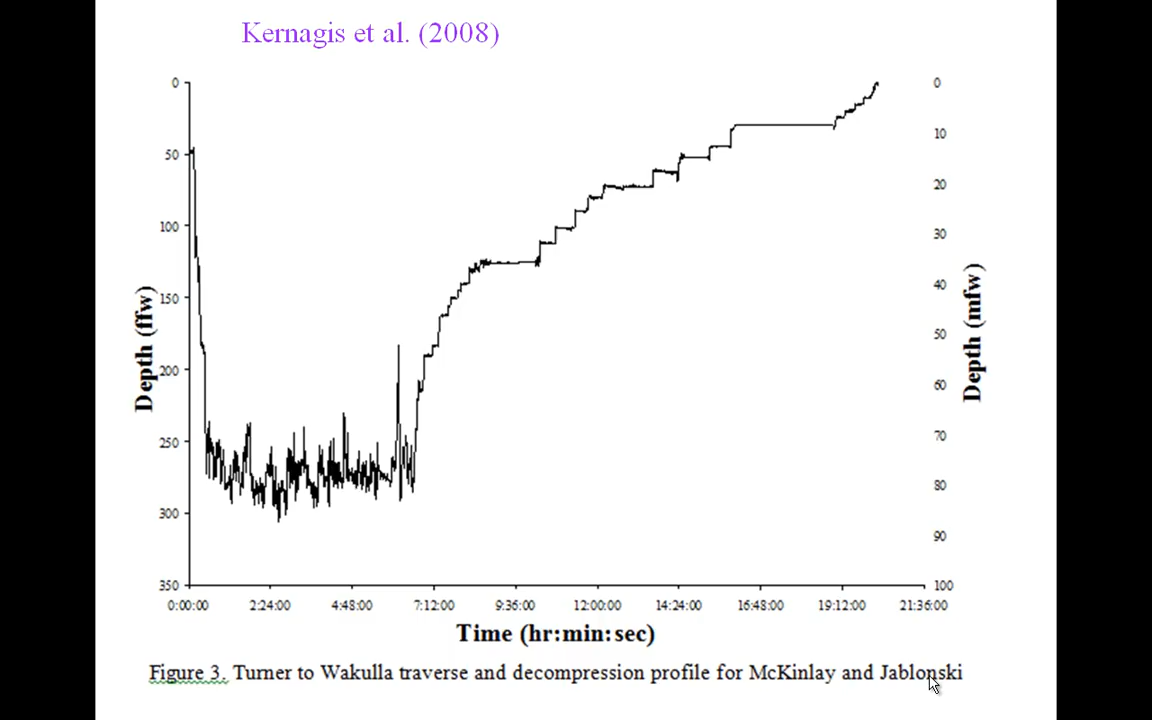 Kernagis et al. (2008)
0 0
50 10
100 20
150 30
200 40
250 50
300 60
350 70
80
90
100
Depth (ffw)
Depth (mfw)
0:00:00 2:24:00 4:48:00 7:12:00 9:36:00 12:00:00 14:24:00 16:48:00 19:12:00 21:36:00
Time (hr:min:sec)
Figure 3. Turner to Wakulla traverse and decompression profile for McKinlay and Jablonski